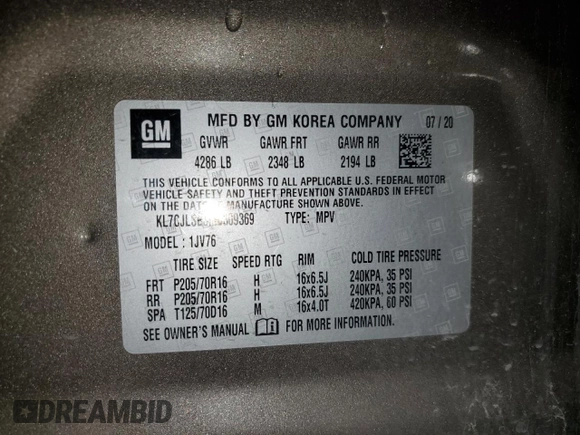 GM
MFD BY GM KOREA COMPANY 07 / 20
GVWR GAWR FRT GAWR RR
4286 LB 2348 LB 2194 LB
THIS VEHICLE CONFORMS TO ALL APPLICABLE U.S. FEDERAL MOTOR
VEHICLE SAFETY AND THEFT PREVENTION STANDARDS IN EFFECT
ON THE DATE OF MANUFACTURE SHOWN ABOVE.
TYPE: MPV
MODEL: 1JV76
TIRE SIZE SPEED RTG RIM COLD TIRE PRESSURE
FRT P205/70R16 H 16x6.5J 240KPA, 35 PSI
RR P205/70R16 H 16x6.5J 240KPA, 35 PSI
SPA T125/70D16 M 16x4.0T 420KPA, 60 PSI
SEE OWNER'S MANUAL FOR MORE INFORMATION
DREAMBID